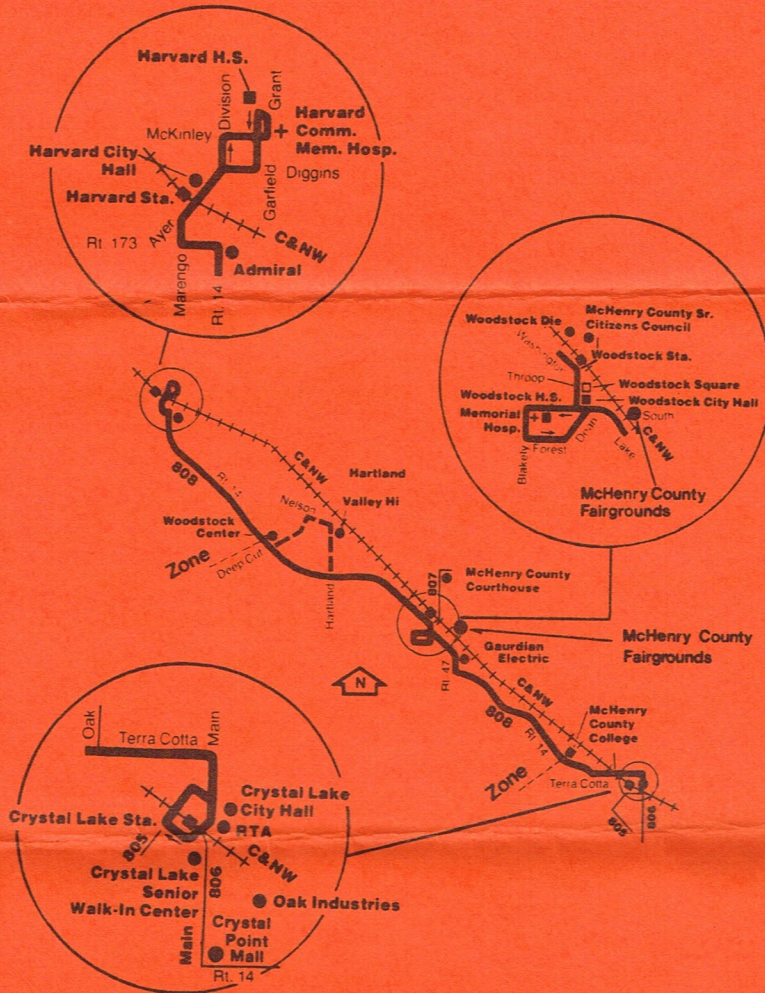 Harvard H.S.
Division
Grant
McKinley
Harvard
Comm.
Mem. Hosp.
Harvard City
Hall
Diggins
Garfield
Harvard Sta.
Ayer
Rt 173
C&NW
Admiral
Marengo
Rt. 14
McHenry County Sr.
Citizens Council
Woodstock Die
Washington
Woodstock Sta.
Throop
Woodstock Square
Woodstock H.S.
Woodstock City Hall
Memorial
Hosp.
South
Dean
Lake
C&NW
Blakely
Forest
McHenry County
Fairgrounds
808
Rt. 14
C&NW
Hartland
Nelson
Valley Hi
Woodstock
Center
Zone
Deep Cut
Hartland
807
McHenry County
Courthouse
McHenry County
Fairgrounds
Gaurdian
Electric
Rt. 47
N
C&NW
808
Rt. 14
McHenry
County
College
Zone
Terra Cotta
805
806
Oak
Terra Cotta
Main
Crystal Lake
City Hall
Crystal Lake Sta.
RTA
805
C&NW
Crystal Lake
Senior
Walk-In Center
806
Oak Industries
Main
Crystal
Point
Mall
Rt. 14